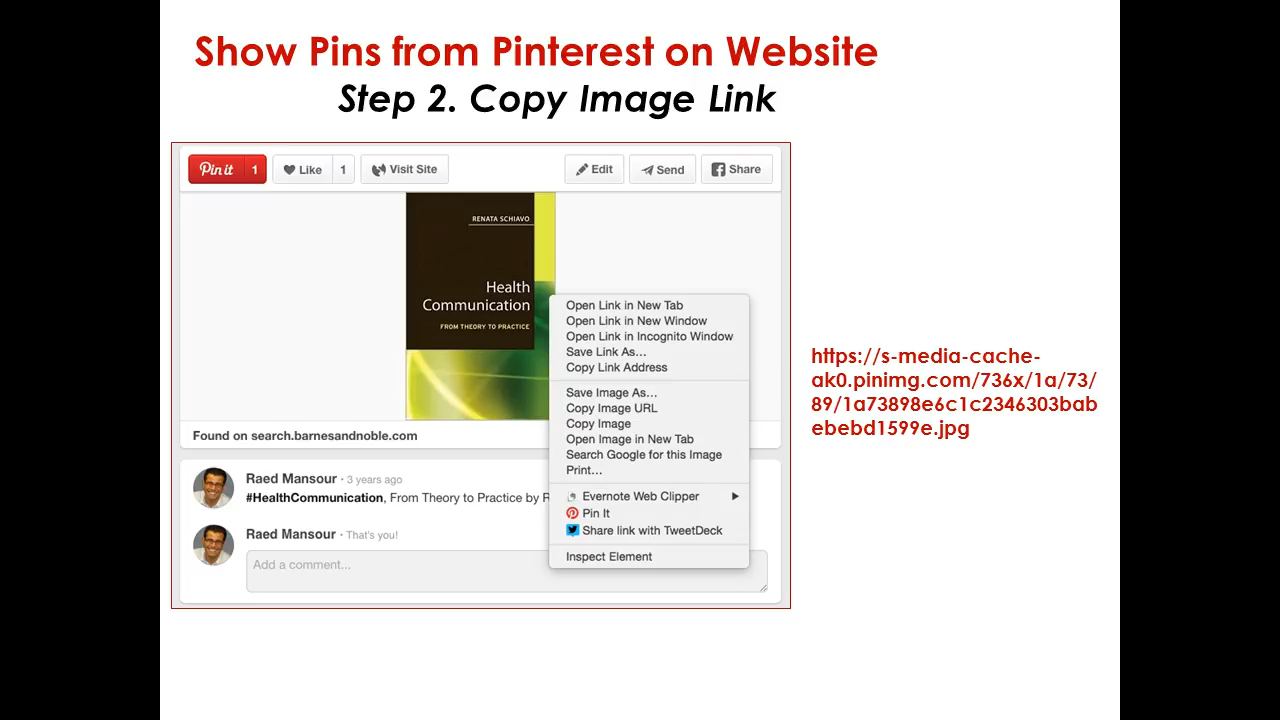 Show Pins from Pinterest on Website
Step 2. Copy Image Link
Pin it 1
Like 1
Visit Site
Edit
Send
Share
RENATA SCHIAVO
Health
Communication
FROM THEORY TO PRACTICE
Open Link in New Tab
Open Link in New Window
Open Link in Incognito Window
Save Link As...
Copy Link Address
Save Image As...
Copy Image URL
Copy Image
Open Image in New Tab
Search Google for this Image
Print...
Evernote Web Clipper
Pin It
Share link with TweetDeck
Inspect Element
Found on search.barnesandnoble.com
Raed Mansour · 3 years ago
#HealthCommunication, From Theory to Practice by R
Raed Mansour · That's you!
Add a comment...
https://s-media-cache-
ak0.pinimg.com/736x/1a/73/
89/1a73898e6c1c2346303bab
ebebd1599e.jpg